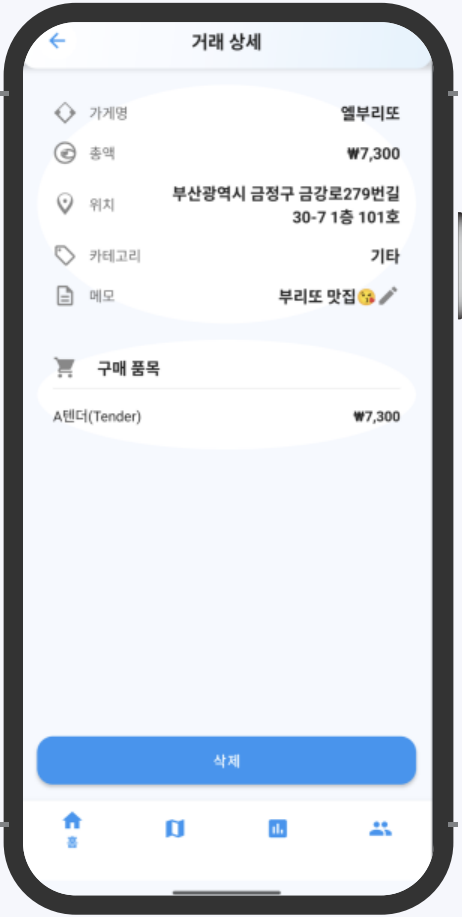 거래 상세
가게명 엘부리또
총액 ₩7,300
위치 부산광역시 금정구 금강로279번길
30-7 1층 101호
카테고리 기타
메모 부리또 맛집😘
구매 품목
A텐더(Tender) ₩7,300
삭제
홈